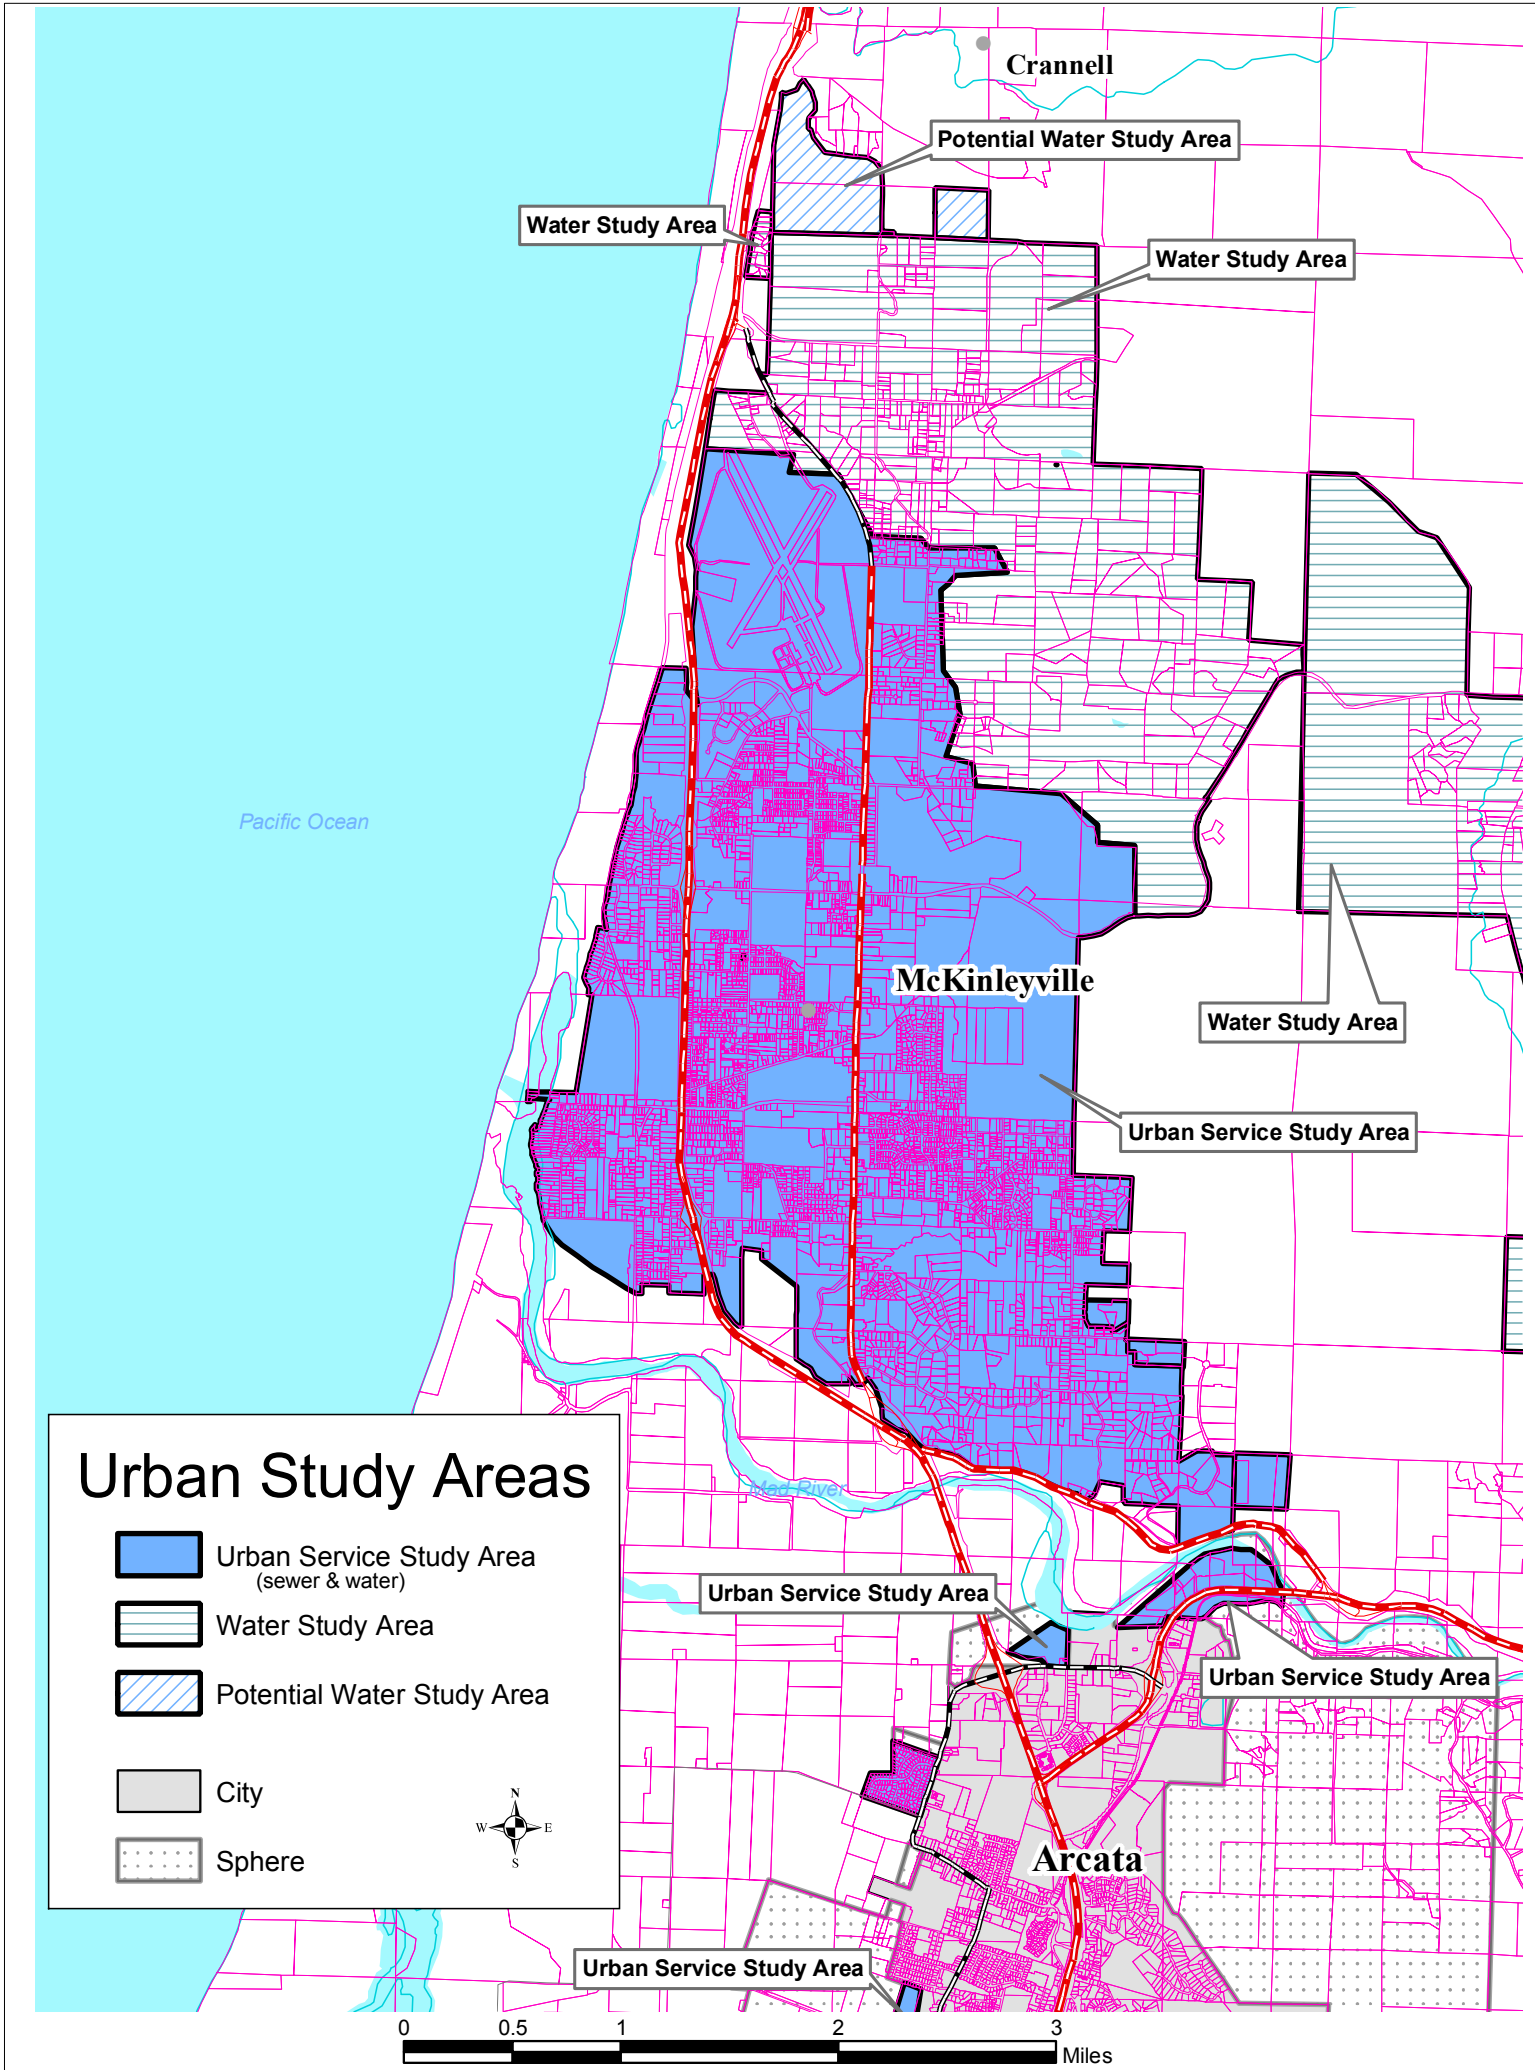 Crannell
Potential Water Study Area
Water Study Area
Water Study Area
Pacific Ocean
McKinleyville
Water Study Area
Urban Service Study Area
Urban Study Areas
Mad River
Urban Service Study Area
(sewer & water)
Urban Service Study Area
Water Study Area
Urban Service Study Area
Potential Water Study Area
City
N
W E
S
Sphere
Arcata
Urban Service Study Area
0 0.5 1 2 3
Miles